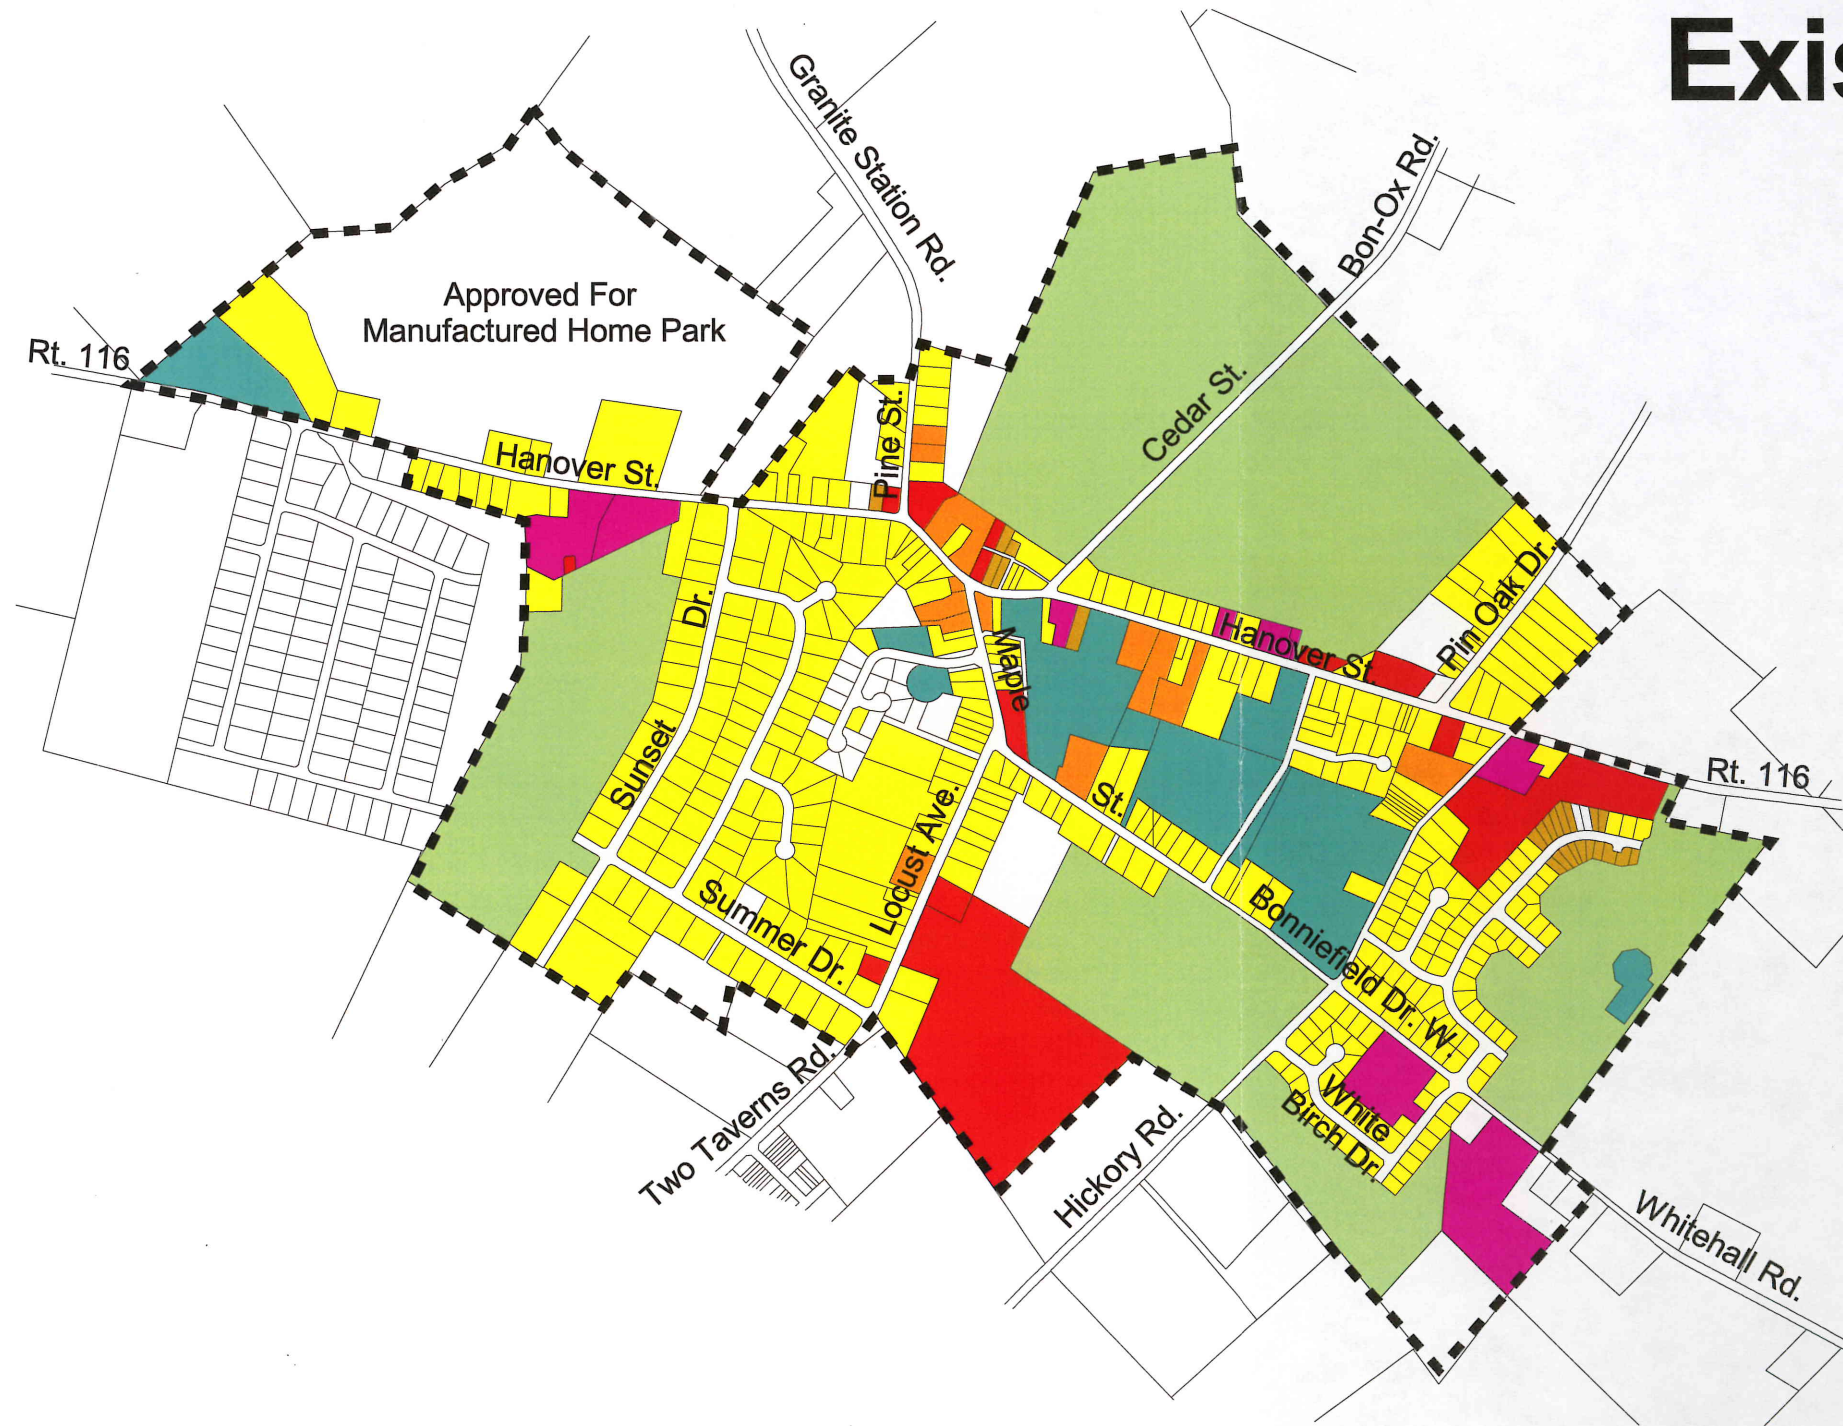 Exis
Granite Station Rd.
Bon-Ox Rd.
Approved For
Manufactured Home Park
Rt. 116
Cedar St.
Pine St.
Hanover St.
Pin Oak Dr.
Dr.
Maple
Hanover St.
Sunset
St.
Rt. 116
Locust Ave.
Summer Dr.
Bonniefield Dr. W.
Two Taverns Rd.
White
Birch Dr.
Hickory Rd.
Whitehall Rd.